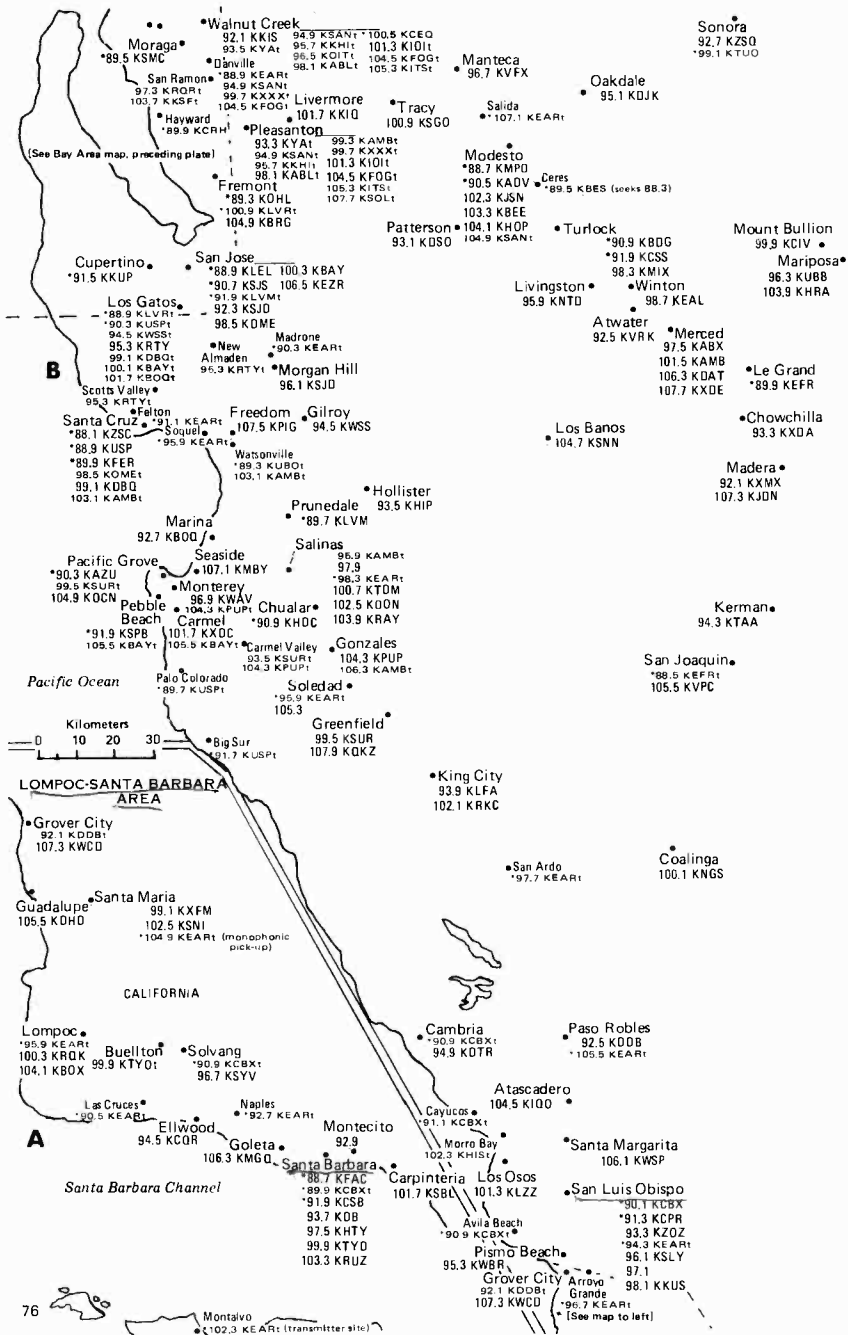 Walnut Creek
92.1 KKIS
93.5 KYAt
94.9 KSANt
95.7 KKHIt
96.5 KOITt
98.1 KABLt
*100.5 KCEQ
101.3 KIOIt
104.5 KFOGt
105.3 KITSt
Moraga
*89.5 KSMC
Danville
*88.9 KEARt
94.9 KSANt
99.7 KXXXt
104.5 KFOGt
San Ramon
97.3 KRQRt
103.7 KKSFt
Manteca
96.7 KVFX
Sonora
92.7 KZSQ
*99.1 KTUO
Oakdale
95.1 KDJK
Hayward
*89.9 KCRH
Livermore
101.7 KKIQ
Tracy
100.9 KSGO
Salida
*107.1 KEARt
(See Bay Area map, preceding plate)
Pleasanton
93.3 KYAt
94.9 KSANt
95.7 KKHIt
98.1 KABLt
99.3 KAMBt
99.7 KXXXt
101.3 KIOIt
104.5 KFOGt
105.3 KITSt
107.7 KSOLt
Modesto
*88.7 KMPO
*90.5 KADV
102.3 KJSN
103.3 KBEE
104.1 KHOP
104.9 KSANt
Ceres
*89.5 KBES (seeks 88.3)
Fremont
*89.3 KOHL
*100.9 KLVRt
104.9 KBRG
Patterson
93.1 KOSO
Turlock
*90.9 KBDG
*91.9 KCSS
98.3 KMIX
Mount Bullion
99.9 KCIV
Mariposa
96.3 KUBB
103.9 KHRA
Cupertino
*91.5 KKUP
San Jose
*88.9 KLEL
*90.7 KSJS
*91.9 KLVMt
92.3 KSJO
98.5 KOME
100.3 KBAY
106.5 KEZR
Livingston
95.9 KNTO
Winton
98.7 KEAL
Los Gatos
*88.9 KLVRt
*90.3 KUSPt
94.5 KWSSt
95.3 KRTY
99.1 KDBQt
100.1 KBAYt
101.7 KBOQt
B
New Almaden
95.3 KRTYt
Madrone
*90.3 KEARt
Morgan Hill
96.1 KSJO
Atwater
92.5 KVRK
Merced
97.5 KABX
101.5 KAMB
106.3 KDAT
107.7 KXDE
Le Grand
*89.9 KEFR
Scotts Valley
95.3 KRTYt
Felton
*91.1 KEARt
Santa Cruz
*88.1 KZSC
*88.9 KUSP
*89.9 KFER
98.5 KOMEt
99.1 KDBQ
103.1 KAMBt
Soquel
*95.9 KEARt
Freedom
107.5 KPIG
Gilroy
94.5 KWSS
Watsonville
*89.3 KUBOt
103.1 KAMBt
Los Banos
104.7 KSNN
Chowchilla
93.3 KXDA
Madera
92.1 KXMX
107.3 KJDN
Hollister
93.5 KHIP
Prunedale
*89.7 KLVM
Marina
92.7 KBOQ
Seaside
107.1 KMBY
Salinas
95.9 KAMBt
97.9
*98.3 KEARt
100.7 KTOM
102.5 KOON
103.9 KRAY
Pacific Grove
*90.3 KAZU
99.5 KSURt
104.9 KOCN
Monterey
96.9 KWAV
104.3 KPUPt
Pebble Beach
*91.9 KSPB
105.5 KBAYt
Carmel
101.7 KXDC
105.5 KBAYt
Chualar
*90.9 KHDC
Carmel Valley
93.5 KSURt
104.3 KPUPt
Gonzales
104.3 KPUP
106.3 KAMBt
Kerman
94.3 KTAA
San Joaquin
*88.5 KEFRt
105.5 KVPC
Pacific Ocean
Palo Colorado
*89.7 KUSPt
Soledad
*95.9 KEARt
105.3
Greenfield
99.5 KSUR
107.9 KQKZ
Kilometers
0 10 20 30
Big Sur
*91.7 KUSPt
LOMPOC-SANTA BARBARA
AREA
King City
93.9 KLFA
102.1 KRKC
Grover City
92.1 KDDBt
107.3 KWCD
San Ardo
*97.7 KEARt
Coalinga
100.1 KNGS
Guadalupe
105.5 KDHD
Santa Maria
99.1 KXFM
102.5 KSNI
*104.9 KEARt (monophonic
pick-up)
CALIFORNIA
Lompoc
*95.9 KEARt
100.3 KRQK
104.1 KBOX
Buellton
99.9 KTYDt
Solvang
*90.9 KCBXt
96.7 KSYV
Cambria
*90.9 KCBXt
94.9 KOTR
Paso Robles
92.5 KDDB
*105.5 KEARt
Las Cruces
*90.5 KEARt
Naples
*92.7 KEARt
Ellwood
94.5 KCQR
Goleta
106.3 KMGQ
Montecito
92.9
Atascadero
104.5 KIQO
Cayucos
*91.1 KCBXt
Morro Bay
102.3 KHISt
Santa Margarita
106.1 KWSP
A
Santa Barbara Channel
Santa Barbara
*88.7 KFAC
*89.9 KCBXt
*91.9 KCSB
93.7 KDB
97.5 KHTY
99.9 KTYD
103.3 KRUZ
Carpinteria
101.7 KSBL
Los Osos
101.3 KLZZ
San Luis Obispo
*90.1 KCBX
*91.3 KCPR
93.3 KZOZ
*94.3 KEARt
96.1 KSLY
97.1
98.1 KKUS
Avila Beach
*90.9 KCBXt
Pismo Beach
95.3 KWBR
Grover City
92.1 KDDBt
107.3 KWCD
Arroyo Grande
*96.7 KEARt
[See map to left]
76
Montalvo
*102.3 KEARt (transmitter site)